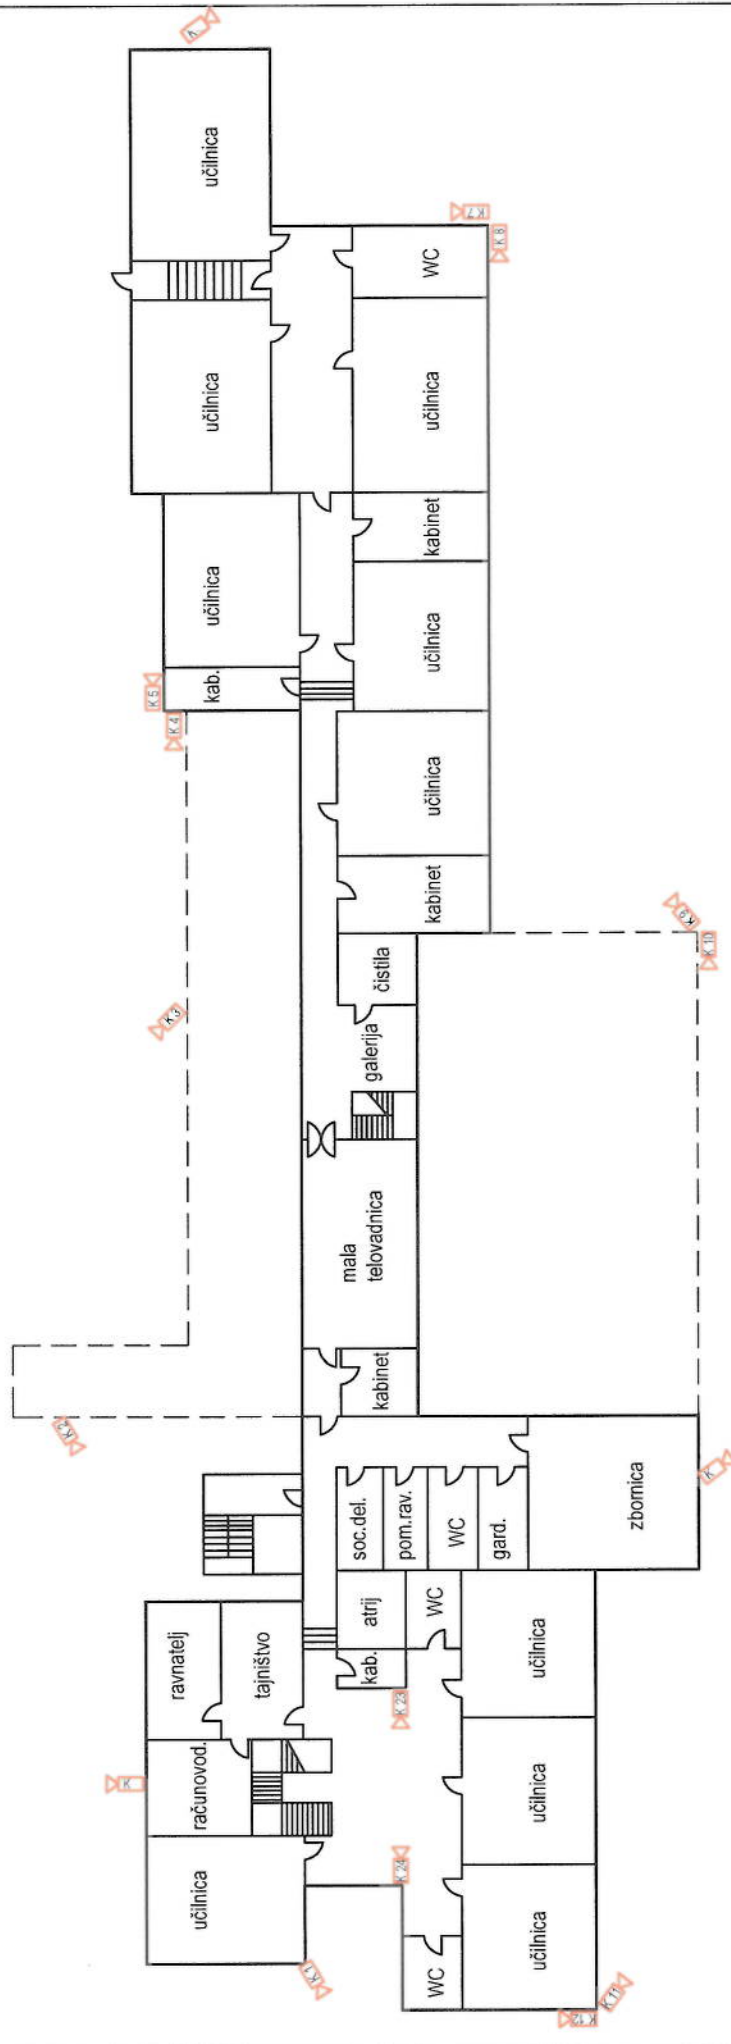 K
učilnica
K7
K8
WC
učilnica
učilnica
kabinet
učilnica
učilnica
kab.
K5
K4
učilnica
kabinet
K9
K10
čistila
K3
galerija
mala
telovadnica
kabinet
K2
K
zbornica
soc.del.
pom.rav.
WC
gard.
atrij
WC
kab.
ravnatelj
tajništvo
učilnica
K23
K
računovod.
učilnica
K24
učilnica
K1
WC
učilnica
K11
K12